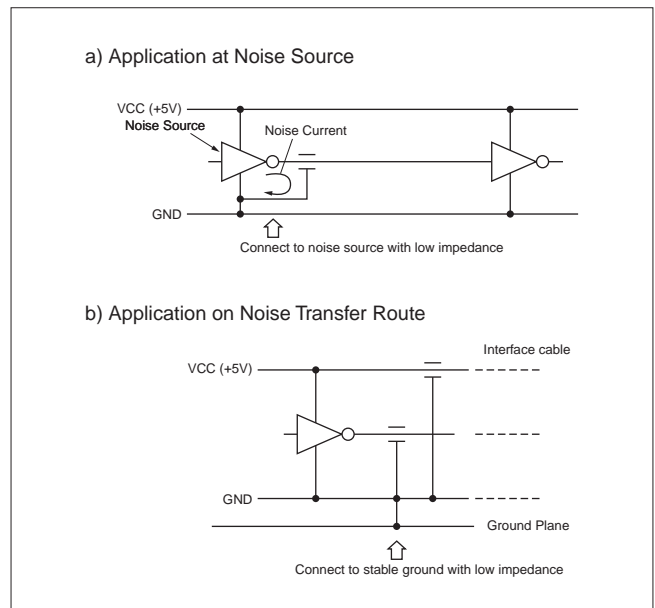 a) Application at Noise Source
VCC (+5V)
Noise Source
Noise Current
GND
Connect to noise source with low impedance
b) Application on Noise Transfer Route
Interface cable
VCC (+5V)
GND
Ground Plane
Connect to stable ground with low impedance